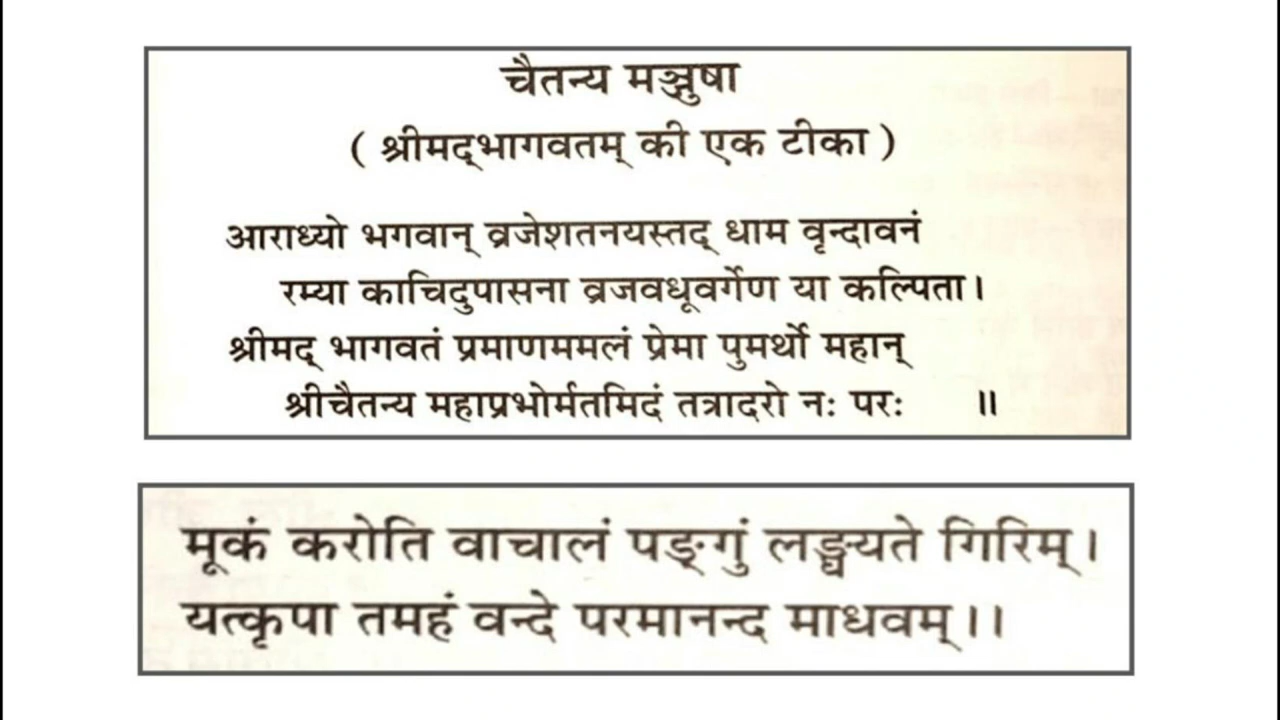 चैतन्य मञ्जुषा
( श्रीमद्‌भागवतम् की एक टीका )
आराध्यो भगवान् व्रजेशतनयस्तद् धाम वृन्दावनं
रम्या काचिदुपासना व्रजवधूवर्गेण या कल्पिता।
श्रीमद् भागवतं प्रमाणममलं प्रेमा पुमर्थो महान्
श्रीचैतन्य महाप्रभोर्मतमिदं तत्रादरो नः परः ॥
मूकं करोति वाचालं पङ्गुं लङ्घयते गिरिम्।
यत्कृपा तमहं वन्दे परमानन्द माधवम्।।